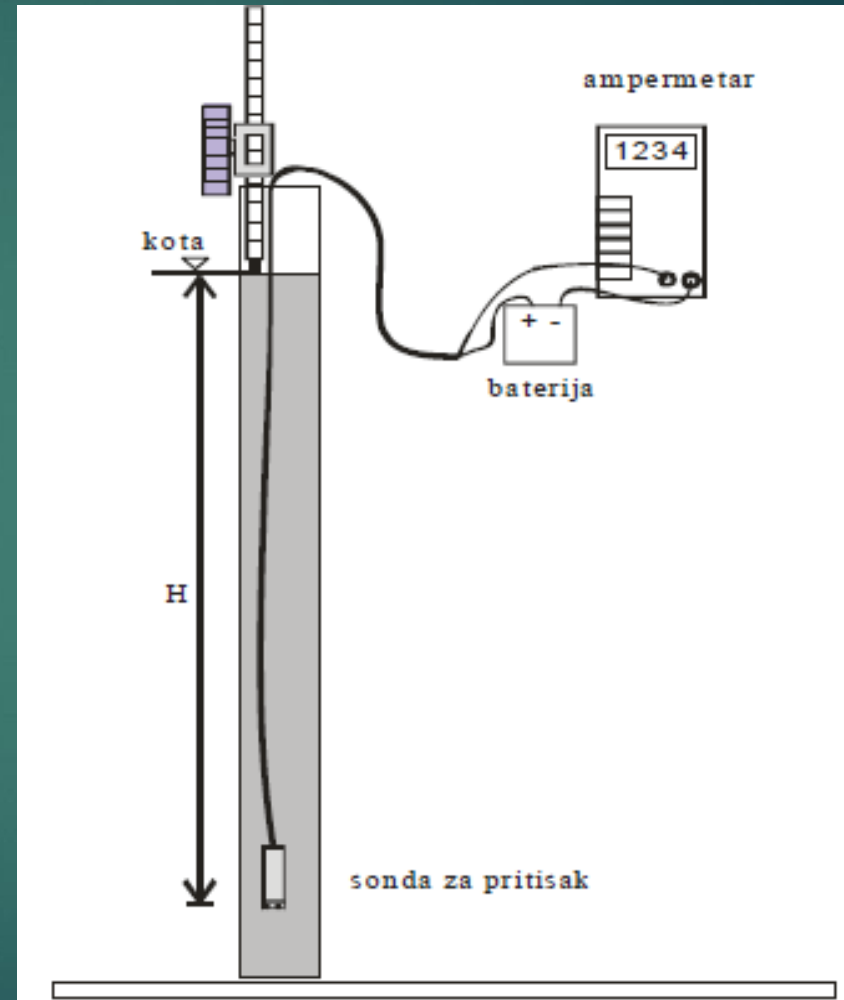 ampermetar
1234
kota
+ -
baterija
H
sonda za pritisak